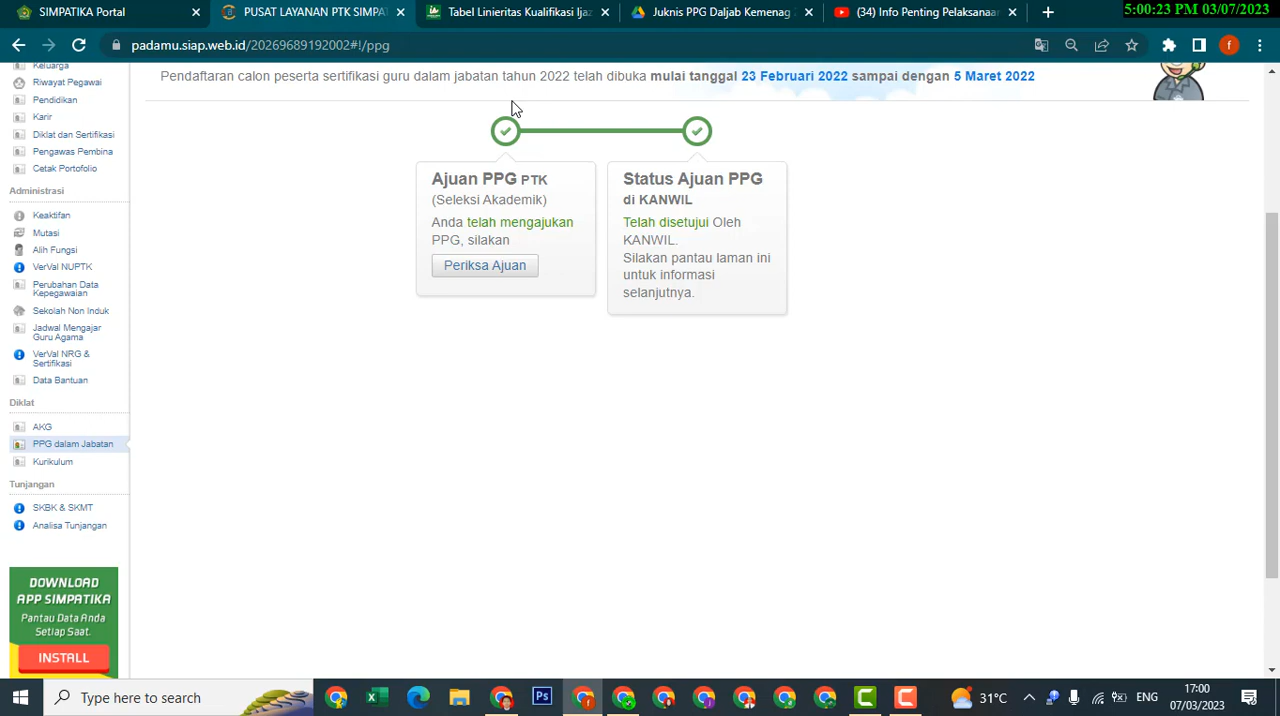 SIMPATIKA Portal
PUSAT LAYANAN PTK SIMPA
Tabel Linieritas Kualifikasi Ijaz
Juknis PPG Daljab Kemenag
(34) Info Penting Pelaksanaa
5:00:23 PM 03/07/2023
padamu.siap.web.id/20269689192002#!/ppg
Keluarga
Riwayat Pegawai
Pendidikan
Karir
Diklat dan Sertifikasi
Pengawas Pembina
Cetak Portofolio
Administrasi
Keaktifan
Mutasi
Alih Fungsi
VerVal NUPTK
Perubahan Data
Kepegawaian
Sekolah Non Induk
Jadwal Mengajar
Guru Agama
VerVal NRG &
Sertifikasi
Data Bantuan
Diklat
AKG
PPG dalam Jabatan
Kurikulum
Tunjangan
SKBK & SKMT
Analisa Tunjangan
DOWNLOAD
APP SIMPATIKA
Pantau Data Anda
Setiap Saat.
INSTALL
Pendaftaran calon peserta sertifikasi guru dalam jabatan tahun 2022 telah dibuka mulai tanggal 23 Februari 2022 sampai dengan 5 Maret 2022
Ajuan PPG PTK
(Seleksi Akademik)
Anda telah mengajukan
PPG, silakan
Periksa Ajuan
Status Ajuan PPG
di KANWIL
Telah disetujui Oleh
KANWIL.
Silakan pantau laman ini
untuk informasi
selanjutnya.
Type here to search
Ps
31°C
ENG
17:00
07/03/2023